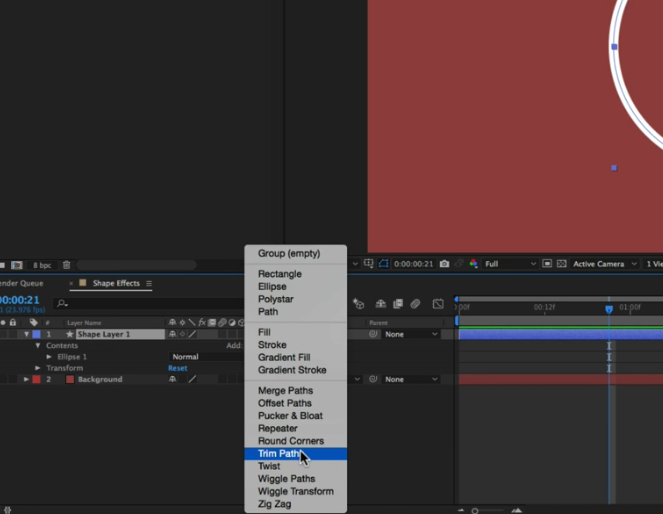 Group (empty)
Rectangle
Ellipse
Polystar
Path
Fill
Stroke
Gradient Fill
Gradient Stroke
Merge Paths
Offset Paths
Pucker & Bloat
Repeater
Round Corners
Trim Paths
Twist
Wiggle Paths
Wiggle Transform
Zig Zag
8 bpc
0:00:00:21 Full Active Camera 1 Vie
ender Queue Shape Effects
00:00:21
(23.976 fps)
# Layer Name Parent
:00f 00:12f 01:00f
1 Shape Layer 1 None
Contents Add:
Ellipse 1 Normal
Transform Reset
2 Background None